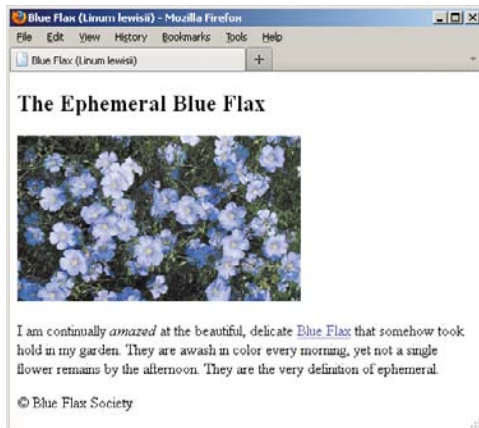 Blue Flax (Linum lewisii) - Mozilla Firefox
File Edit View History Bookmarks Tools Help
Blue Flax (Linum lewisii) +
The Ephemeral Blue Flax
I am continually amazed at the beautiful, delicate Blue Flax that somehow took
hold in my garden. They are awash in color every morning, yet not a single
flower remains by the afternoon. They are the very definition of ephemeral.
© Blue Flax Society